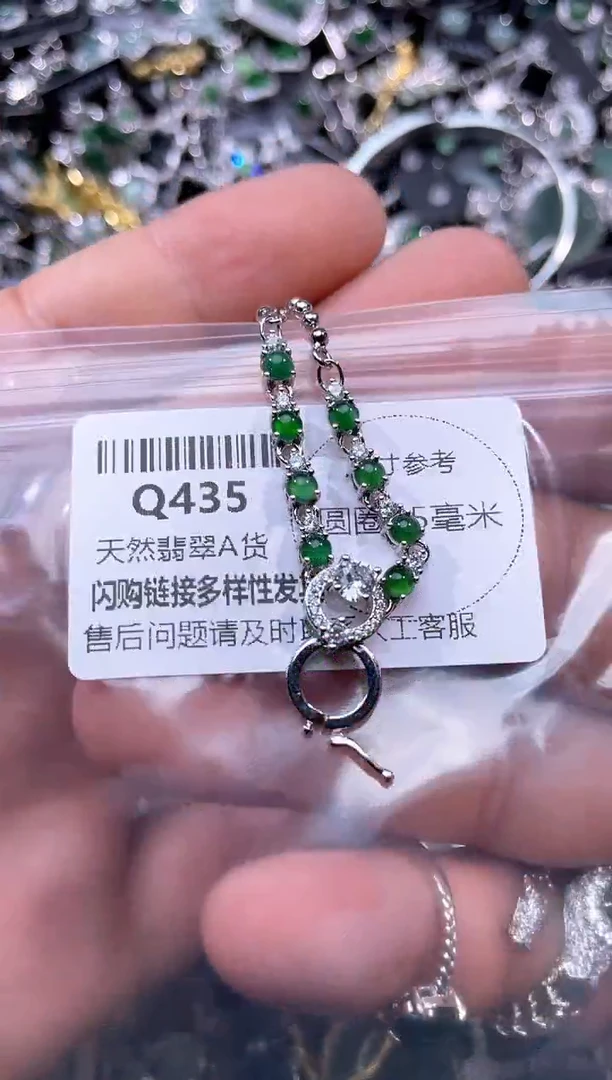 Q435
寸参考
圆圈 5毫米
天然翡翠A货
闪购链接多样性发
售后问题请及时 人工客服